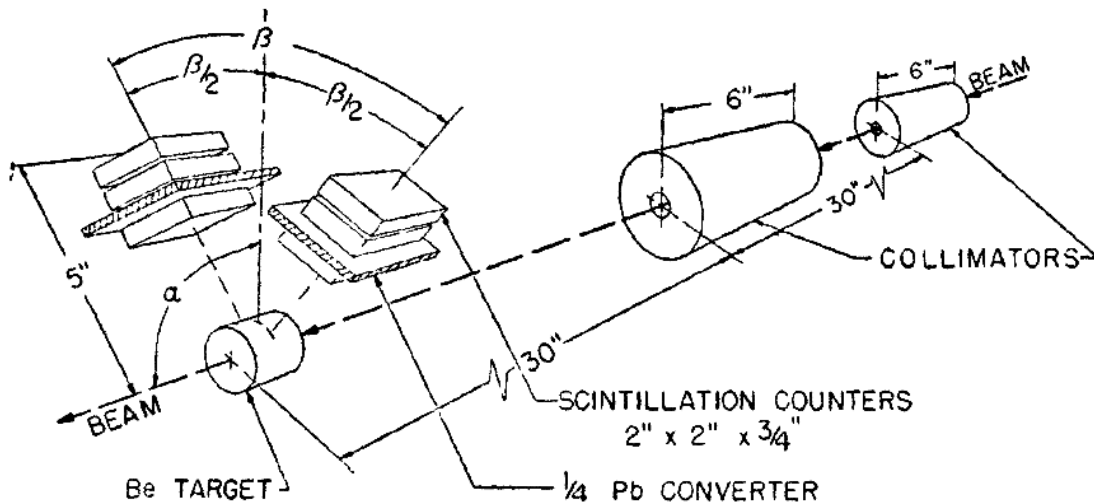 β
β/2
β/2
6"
6"
BEAM
30"
COLLIMATORS
5"
α
30"
BEAM
SCINTILLATION COUNTERS
2" x 2" x 3/4"
Be TARGET
1/4 Pb CONVERTER